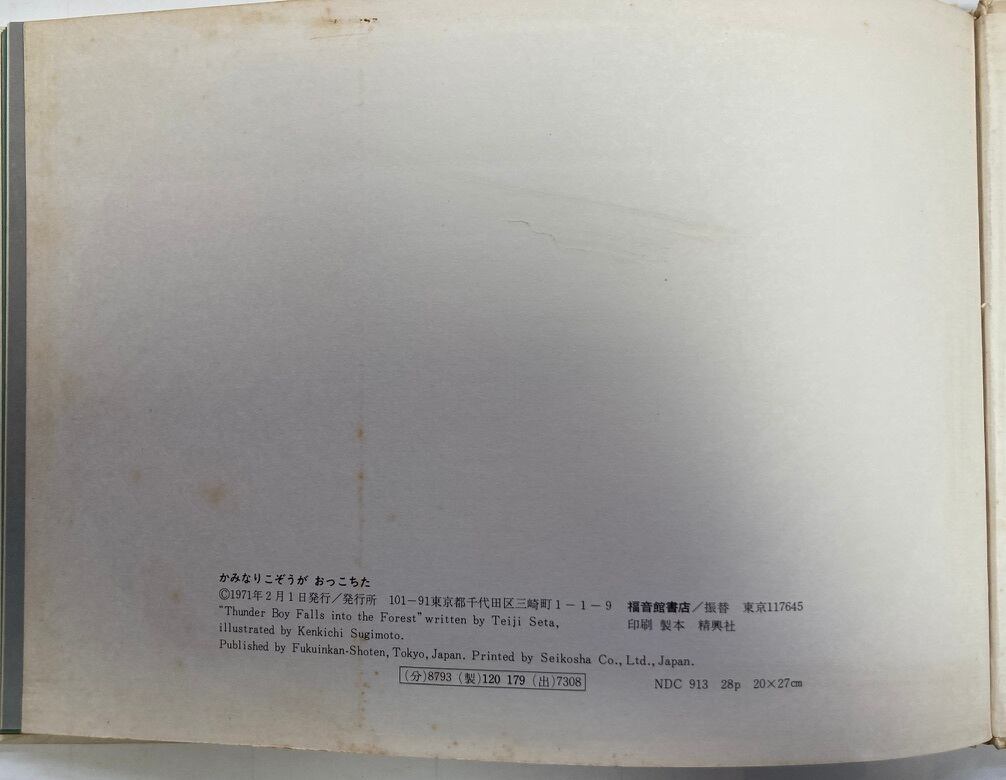 かみなりこぞうが おっこちた
©1971年2月1日発行／発行所 101-91東京都千代田区三崎町1-1-9 福音館書店／振替 東京117645
"Thunder Boy Falls into the Forest" written by Teiji Seta,
印刷 製本 精興社
illustrated by Kenkichi Sugimoto.
Published by Fukuinkan-Shoten, Tokyo, Japan. Printed by Seikosha Co., Ltd., Japan.
(分)8793 (製)120 179 (出)7308
NDC 913 28p 20×27cm